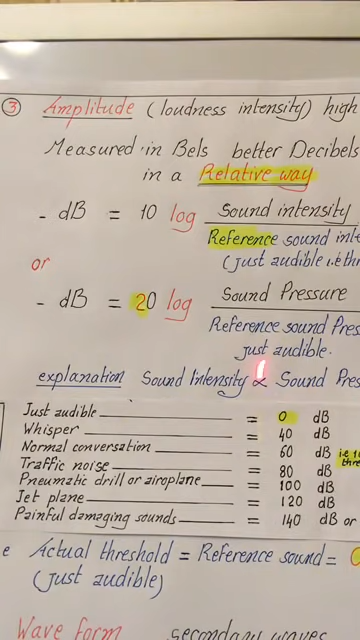 ③ Amplitude (loudness intensity) high
Measured in Bels better Decibels
in a Relative way
- dB = 10 log Sound intensity
Reference sound inte
(just audible i.e thr
or
- dB = 20 log Sound Pressure
Reference sound Pres
just audible.
explanation Sound Intensity ∝ Sound Pres
Just audible = 0 dB
Whisper = 40 dB
Normal conversation = 60 dB
Traffic noise = 80 dB
Pneumatic drill or airoplane = 100 dB
Jet plane = 120 dB
Painful damaging sounds = 140 dB or
i.e
thre
e Actual threshold = Reference sound = 0
(just audible)
Wave form secondary waves